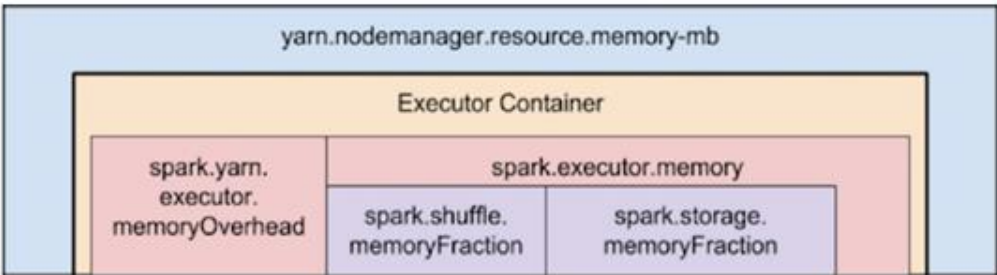 yarn.nodemanager.resource.memory-mb
Executor Container
spark.yarn.
executor.
memoryOverhead
spark.executor.memory
spark.shuffle.
memoryFraction
spark.storage.
memoryFraction